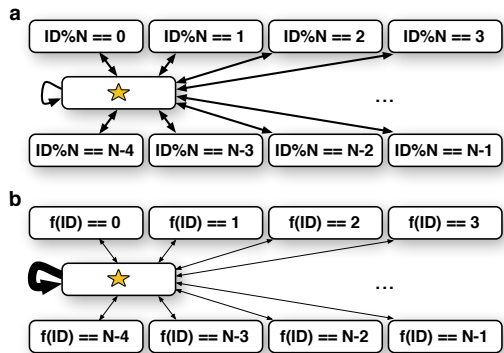 a
ID%N == 0 ID%N == 1 ID%N == 2 ID%N == 3
...
ID%N == N-4 ID%N == N-3 ID%N == N-2 ID%N == N-1
b
f(ID) == 0 f(ID) == 1 f(ID) == 2 f(ID) == 3
...
f(ID) == N-4 f(ID) == N-3 f(ID) == N-2 f(ID) == N-1